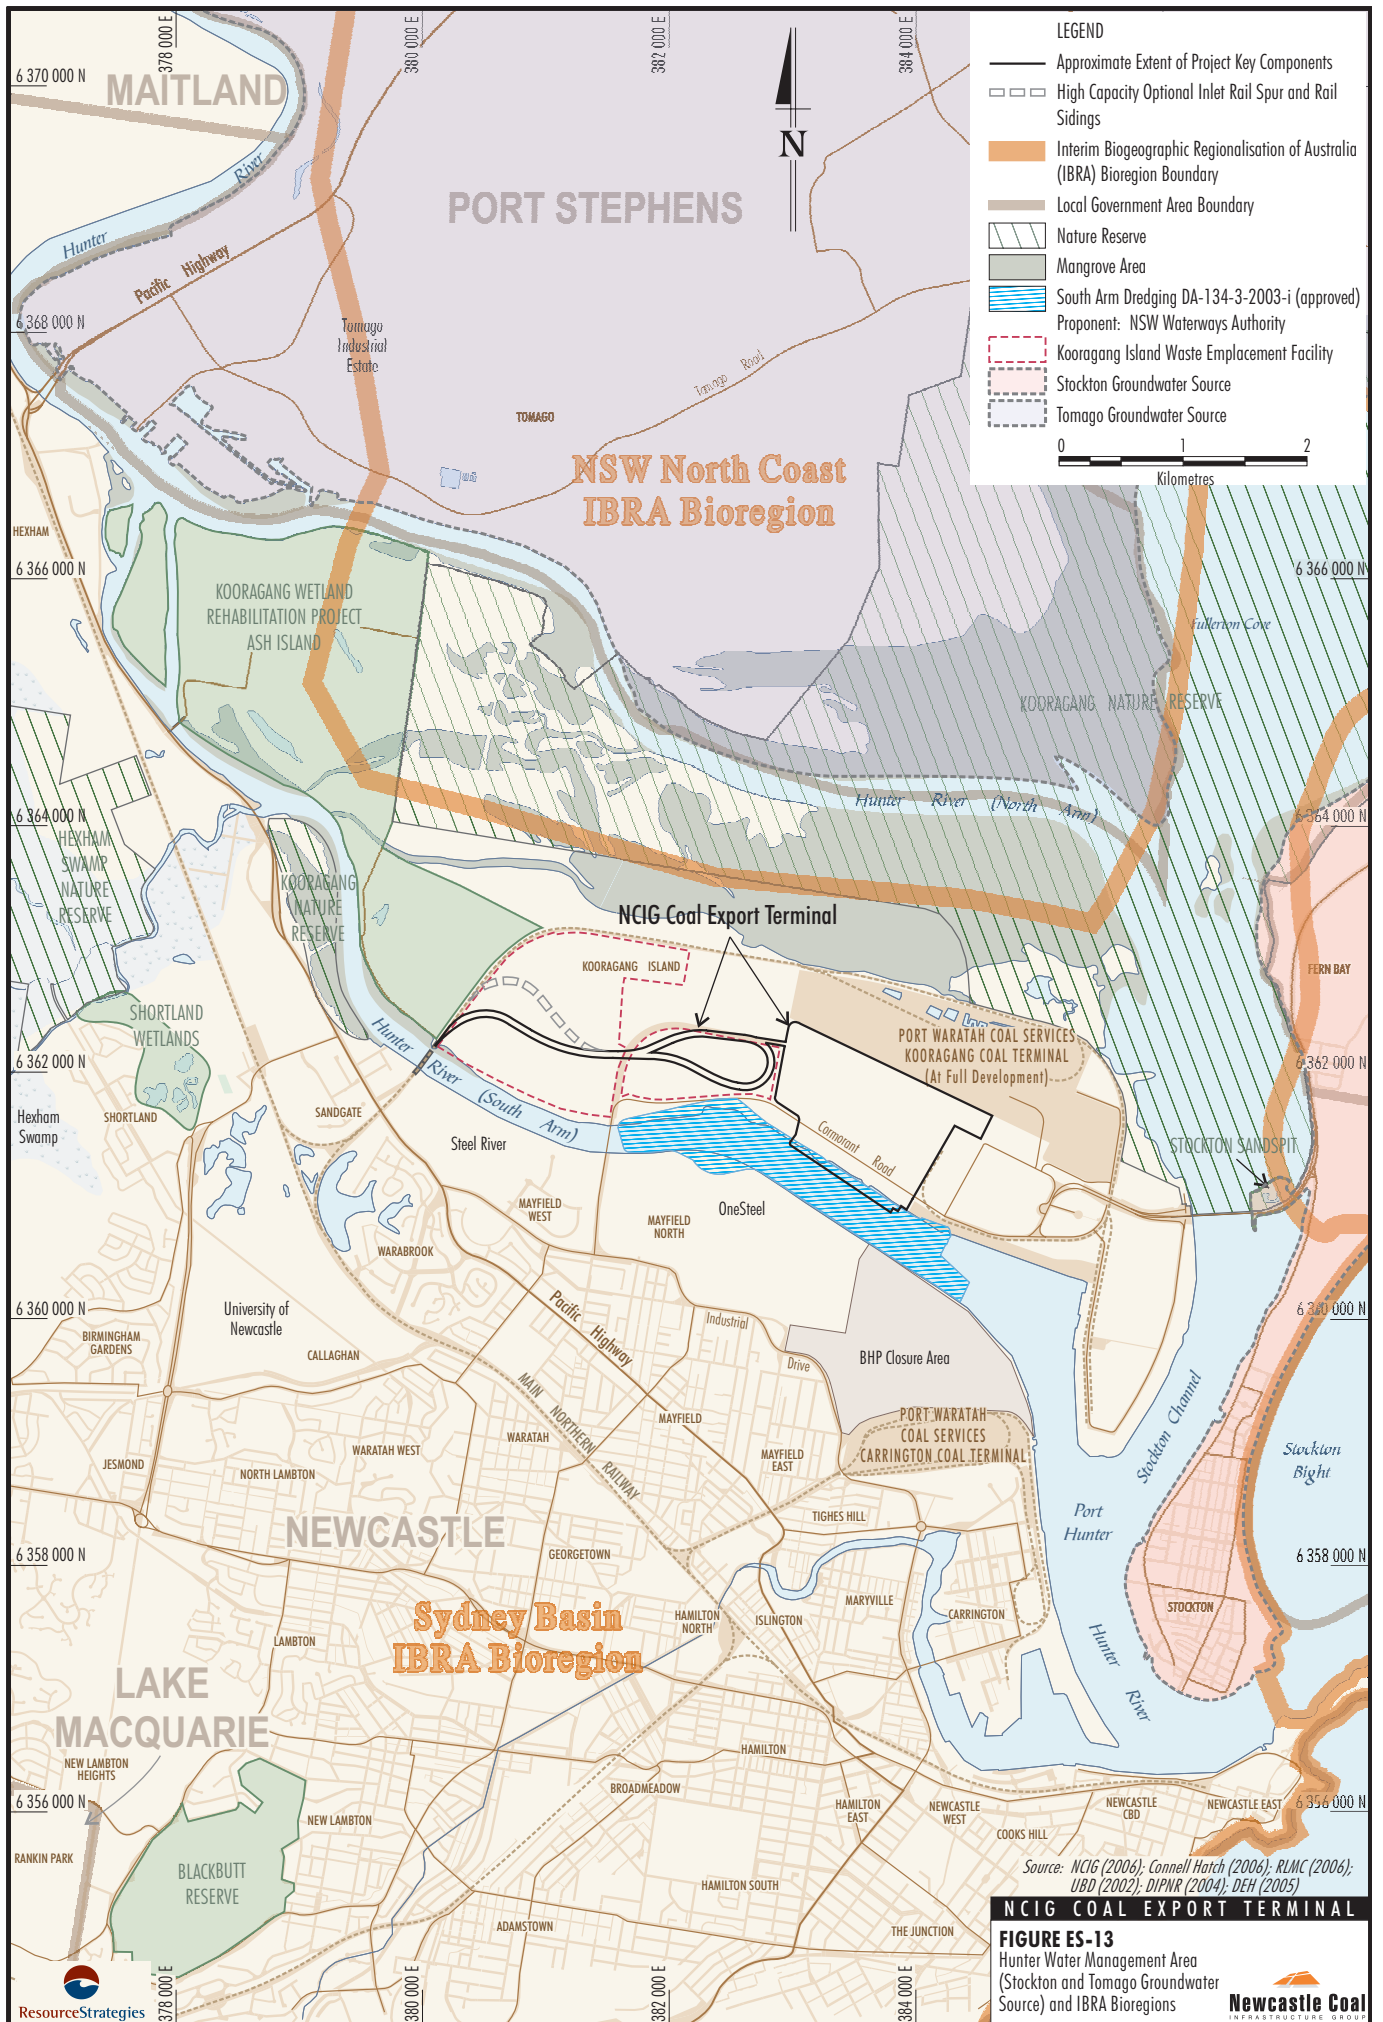 378 000 E
380 000 E
382 000 E
384 000 E
6 370 000 N
MAITLAND
Hunter River
Pacific Highway
PORT STEPHENS
N
LEGEND
Approximate Extent of Project Key Components
High Capacity Optional Inlet Rail Spur and Rail
Sidings
Interim Biogeographic Regionalisation of Australia
(IBRA) Bioregion Boundary
Local Government Area Boundary
Nature Reserve
Mangrove Area
South Arm Dredging DA-134-3-2003-i (approved)
Proponent: NSW Waterways Authority
Kooragang Island Waste Emplacement Facility
Stockton Groundwater Source
Tomago Groundwater Source
0 1 2
Kilometres
6 368 000 N
Tomago
Industrial
Estate
Tomago Road
TOMAGO
NSW North Coast
IBRA Bioregion
HEXHAM
6 366 000 N
6 366 000 N
KOORAGANG WETLAND
REHABILITATION PROJECT
ASH ISLAND
Fullerton Cove
KOORAGANG NATURE RESERVE
Hunter River (North Arm)
6 364 000 N
6 364 000 N
HEXHAM
SWAMP
NATURE
RESERVE
KOORAGANG
NATURE
RESERVE
NCIG Coal Export Terminal
KOORAGANG ISLAND
FERN BAY
SHORTLAND
WETLANDS
PORT WARATAH COAL SERVICES
KOORAGANG COAL TERMINAL
(At Full Development)
6 362 000 N
6 362 000 N
Hunter River (South Arm)
Hexham
Swamp
SHORTLAND
SANDGATE
Steel River
Cormorant Road
STOCKTON SANDSPIT
MAYFIELD
WEST
MAYFIELD
NORTH
OneSteel
WARABROOK
6 360 000 N
6 360 000 N
University of
Newcastle
BIRMINGHAM
GARDENS
CALLAGHAN
Pacific Highway
Industrial Drive
BHP Closure Area
MAIN NORTHERN RAILWAY
Stockton Channel
PORT WARATAH
COAL SERVICES
CARRINGTON COAL TERMINAL
MAYFIELD
WARATAH
WARATAH WEST
MAYFIELD
EAST
JESMOND
NORTH LAMBTON
Stockton
Bight
Port
Hunter
TIGHES HILL
NEWCASTLE
GEORGETOWN
6 358 000 N
6 358 000 N
Sydney Basin
IBRA Bioregion
HAMILTON
NORTH
ISLINGTON
MARYVILLE
CARRINGTON
STOCKTON
LAMBTON
Hunter River
LAKE
MACQUARIE
NEW LAMBTON
HEIGHTS
HAMILTON
BROADMEADOW
6 356 000 N
6 356 000 N
NEW LAMBTON
HAMILTON
EAST
NEWCASTLE
WEST
NEWCASTLE
CBD
NEWCASTLE EAST
COOKS HILL
RANKIN PARK
BLACKBUTT
RESERVE
HAMILTON SOUTH
ADAMSTOWN
THE JUNCTION
Source: NCIG (2006); Connell Hatch (2006); RLMC (2006);
UBD (2002); DIPNR (2004); DEH (2005)
NCIG COAL EXPORT TERMINAL
FIGURE ES-13
Hunter Water Management Area
(Stockton and Tomago Groundwater
Source) and IBRA Bioregions
Newcastle Coal
INFRASTRUCTURE GROUP
ResourceStrategies
378 000 E
380 000 E
382 000 E
384 000 E